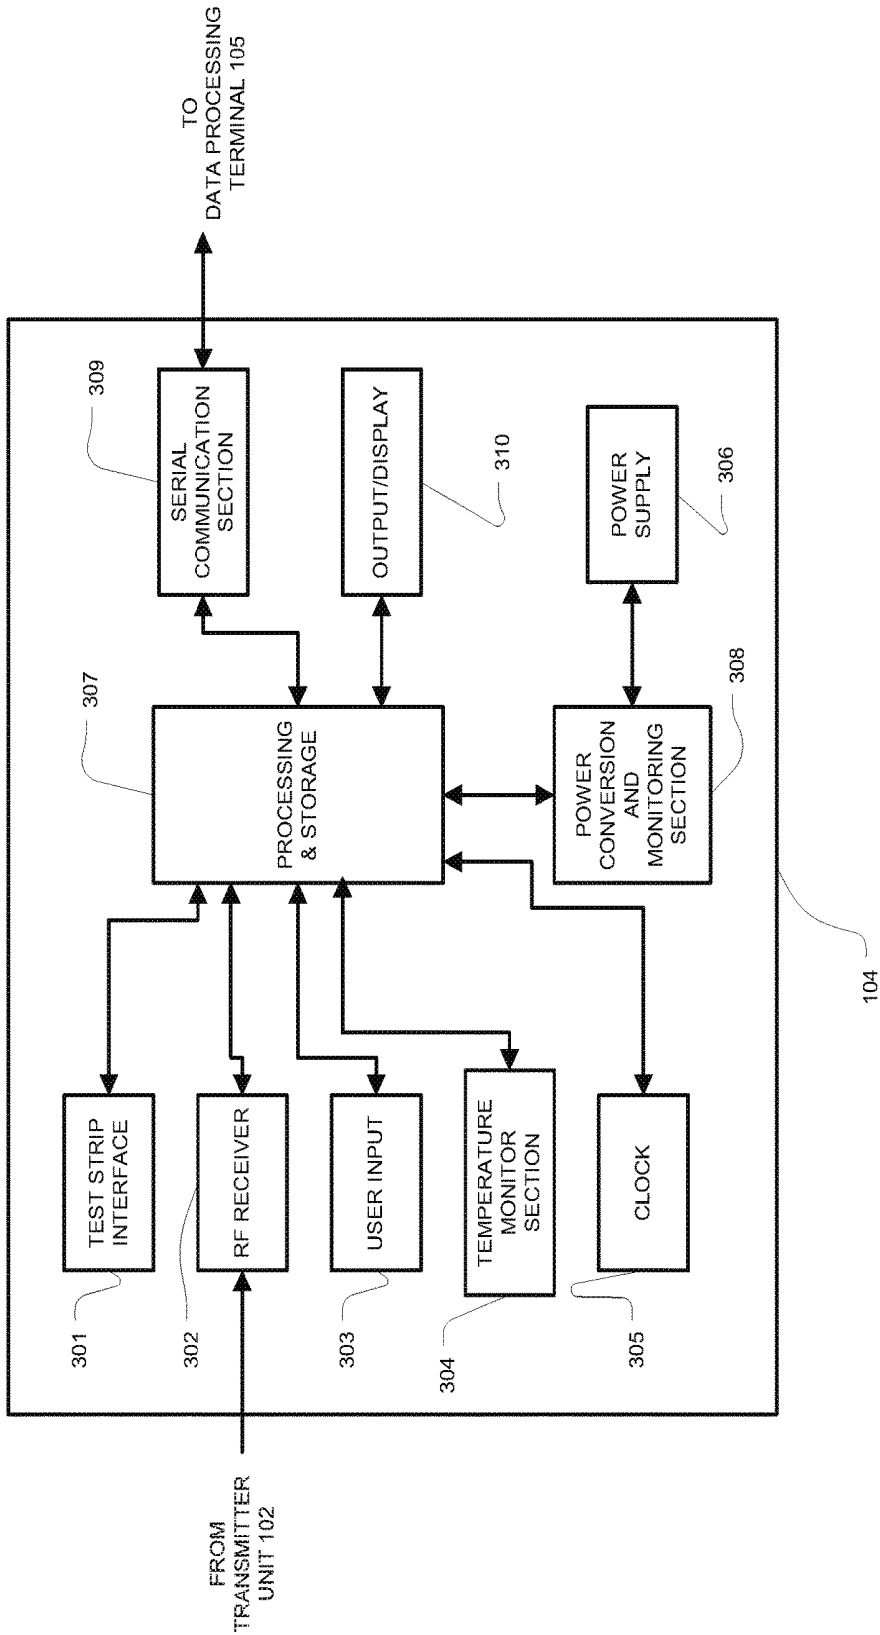 TEST STRIP
INTERFACE
301
FROM
TRANSMITTER
UNIT 102
RF RECEIVER
302
USER INPUT
303
TEMPERATURE
MONITOR
SECTION
304
CLOCK
305
PROCESSING
& STORAGE
307
POWER
CONVERSION
AND
MONITORING
SECTION
308
SERIAL
COMMUNICATION
SECTION
309
TO
DATA PROCESSING
TERMINAL 105
OUTPUT/DISPLAY
310
POWER
SUPPLY
306
104